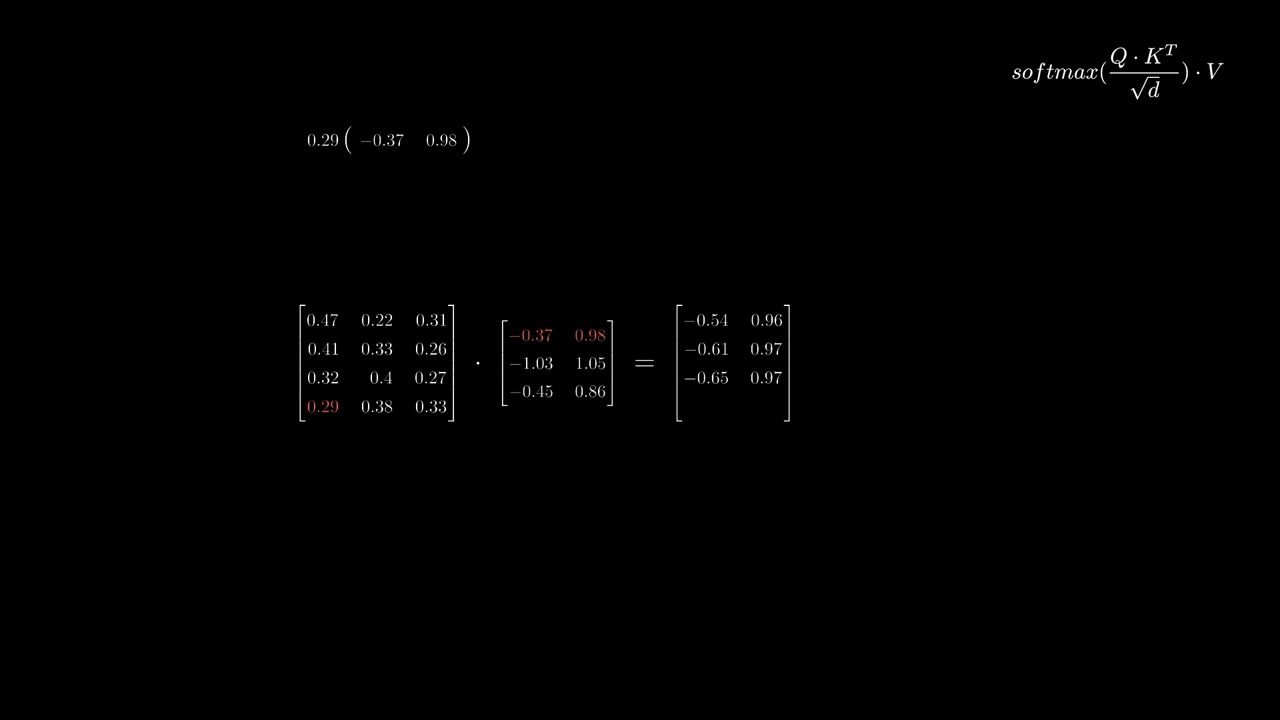 softmax(Q · K^T / √d) · V
0.29 ( −0.37 0.98 )
[0.47 0.22 0.31] [−0.54 0.96]
[0.41 0.33 0.26] [−0.37 0.98] [−0.61 0.97]
[0.32 0.4 0.27] · [−1.03 1.05] = [−0.65 0.97]
[0.29 0.38 0.33] [−0.45 0.86]